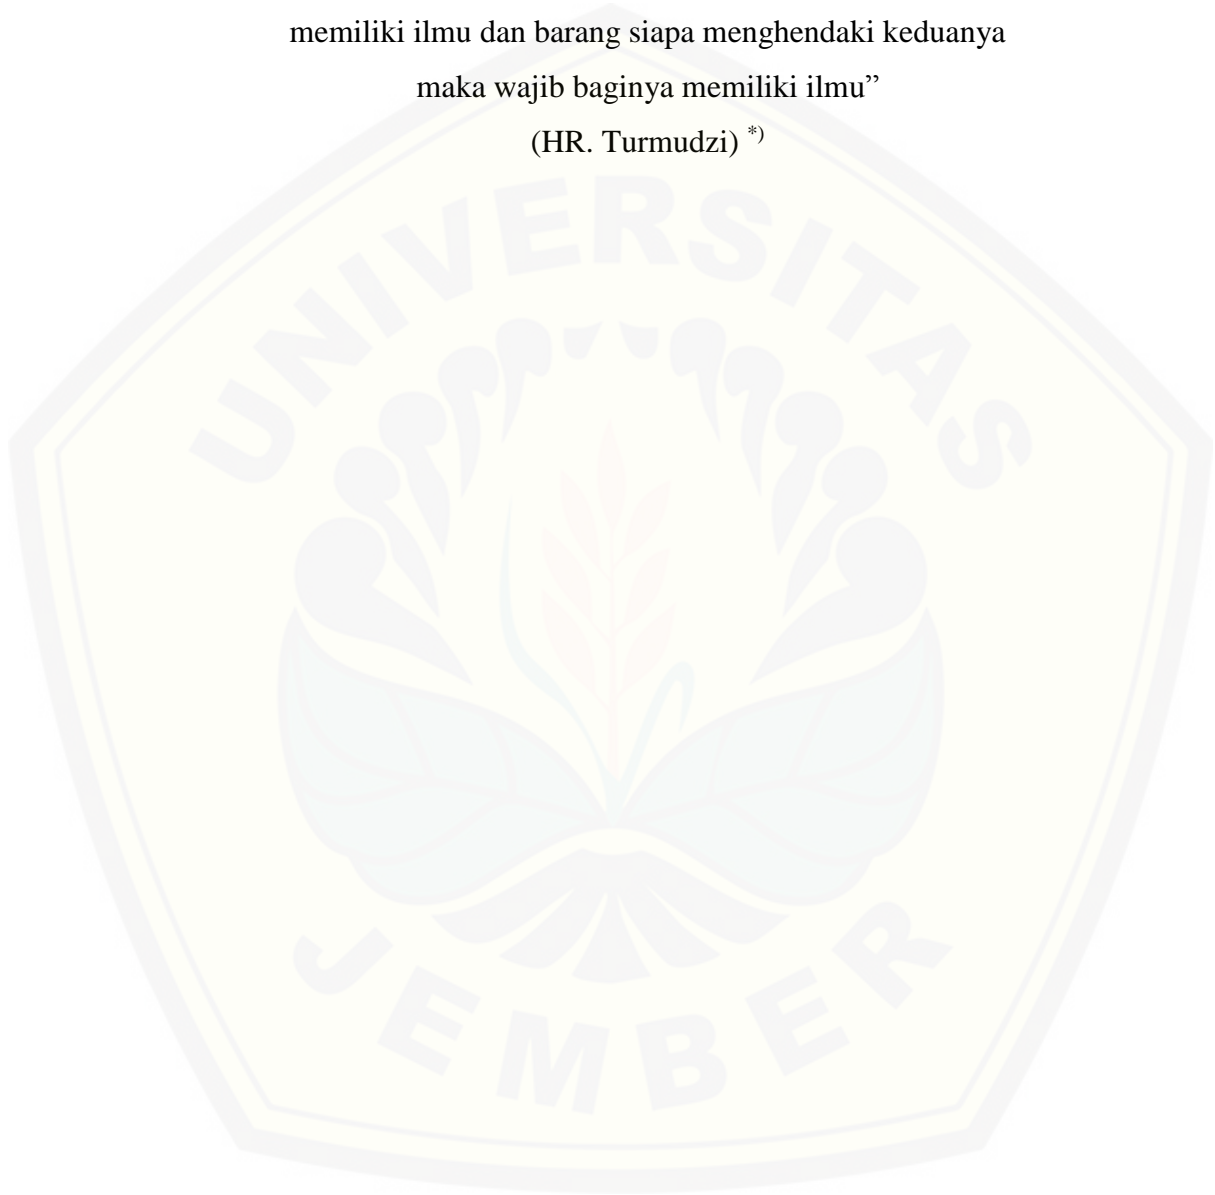 memiliki ilmu dan barang siapa menghendaki keduanya
maka wajib baginya memiliki ilmu”
(HR. Turmudzi) *)
UNIVERSITAS
JEMBER